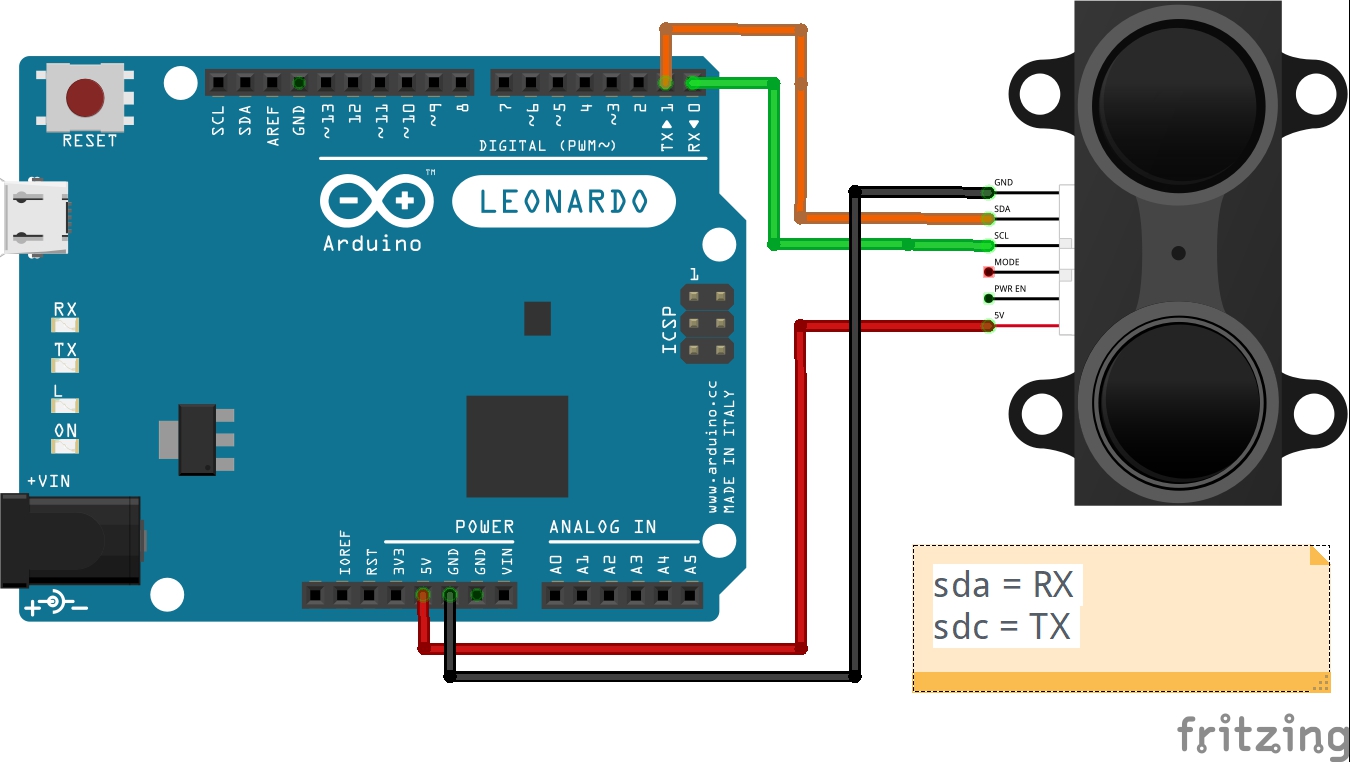 RESET
SCL
SDA
AREF
GND
~13
12
~11
~10
~9
8
7
~6
~5
4
~3
2
TX▶1
RX◀0
DIGITAL (PWM~)
TM
LEONARDO
Arduino
GND
SDA
SCL
MODE
PWR EN
5V
1
ICSP
RX
TX
L
ON
www.arduino.cc
MADE IN ITALY
+VIN
POWER
ANALOG IN
IOREF
RST
3V3
5V
GND
GND
VIN
A0
A1
A2
A3
A4
A5
sda = RX
sdc = TX
fritzing